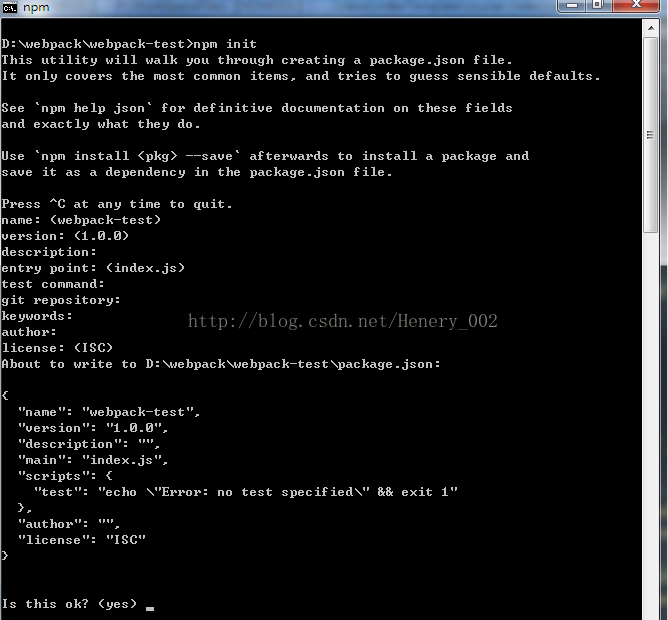 npm
D:\webpack\webpack-test>npm init
This utility will walk you through creating a package.json file.
It only covers the most common items, and tries to guess sensible defaults.
See `npm help json` for definitive documentation on these fields
and exactly what they do.
Use `npm install <pkg> --save` afterwards to install a package and
save it as a dependency in the package.json file.
Press ^C at any time to quit.
name: (webpack-test)
version: (1.0.0)
description:
entry point: (index.js)
test command:
git repository:
keywords:
http://blog.csdn.net/Henery_002
author:
license: (ISC)
About to write to D:\webpack\webpack-test\package.json:
{
  "name": "webpack-test",
  "version": "1.0.0",
  "description": "",
  "main": "index.js",
  "scripts": {
    "test": "echo \"Error: no test specified\" && exit 1"
  },
  "author": "",
  "license": "ISC"
}
Is this ok? (yes) _